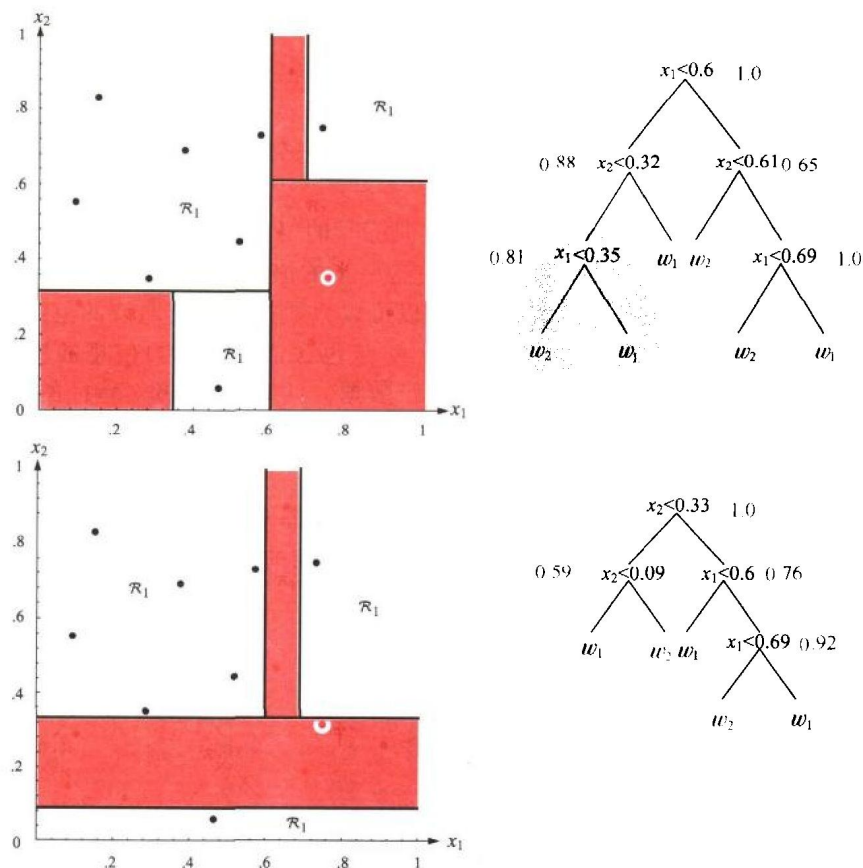 x₂
1
.8
.6
.4
.2
0
R₁
R₁
R₁
.2 .4 .6 .8 1
x₁
x₁<0.6 1.0
0.88 x₂<0.32 x₂<0.61 0.65
0.81 x₁<0.35 w₁ w₂ x₁<0.69 1.0
w₂ w₁ w₂ w₁
x₂
1
.8
.6
.4
.2
0
R₁
R₁
R₁
.2 .4 .6 .8 1
x₁
x₂<0.33 1.0
0.59 x₂<0.09 x₁<0.6 0.76
w₁ w₂ w₁ x₁<0.69 0.92
w₂ w₁